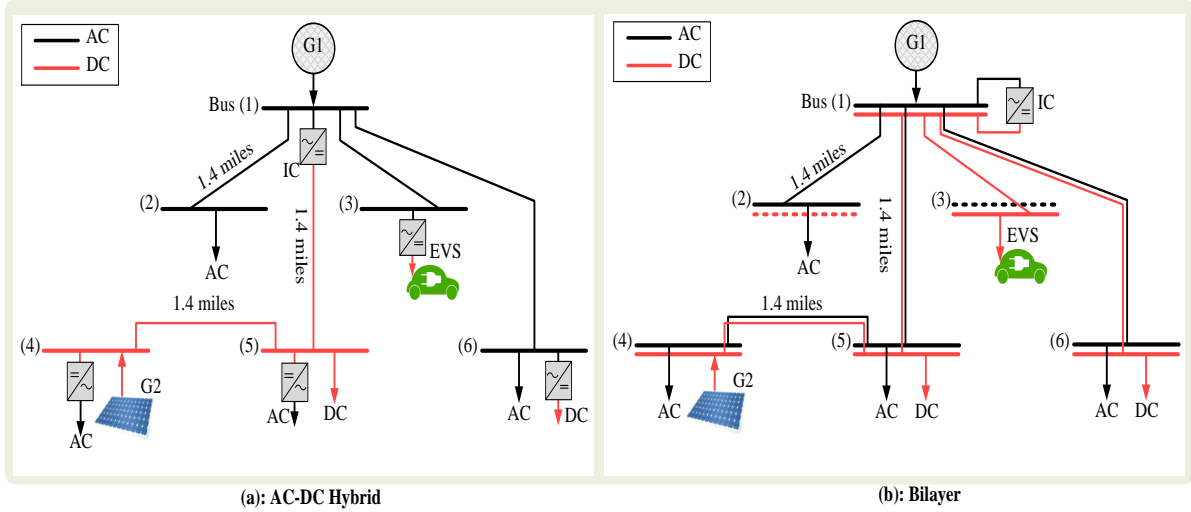 AC
DC
G1
Bus (1)
IC
1.4 miles
(2)
AC
(3)
EVS
1.4 miles
1.4 miles
(4)
G2
AC
(5)
AC
DC
(6)
AC
DC
(a): AC-DC Hybrid
AC
DC
G1
Bus (1)
IC
1.4 miles
(2)
AC
(3)
EVS
1.4 miles
1.4 miles
(4)
AC
G2
(5)
AC
DC
(6)
AC
DC
(b): Bilayer